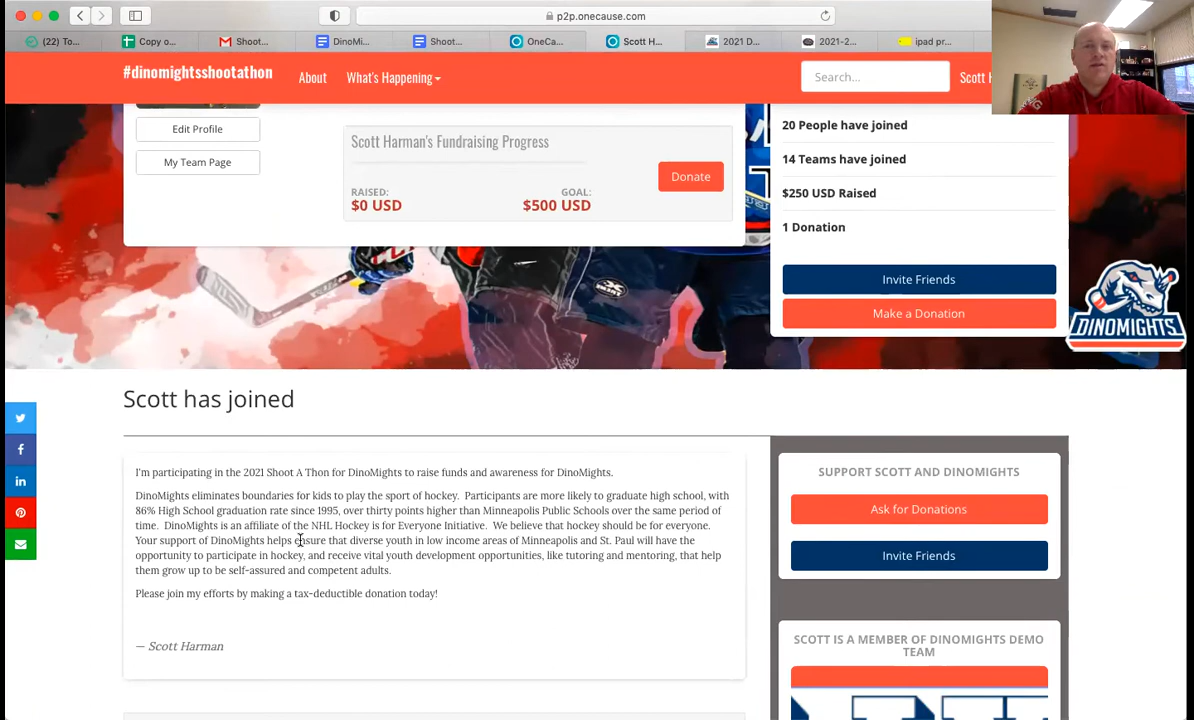 p2p.onecause.com
(22) To...
Copy o...
Shoot...
DinoMi...
Shoot...
OneCa...
Scott H...
2021 D...
2021-2...
ipad pr...
#dinomightsshootathon
About
What's Happening
Search...
Scott H
Edit Profile
My Team Page
Scott Harman's Fundraising Progress
RAISED:
$0 USD
GOAL:
$500 USD
Donate
20 People have joined
14 Teams have joined
$250 USD Raised
1 Donation
Invite Friends
Make a Donation
DINOMIGHTS
Scott has joined
I'm participating in the 2021 Shoot A Thon for DinoMights to raise funds and awareness for DinoMights.
DinoMights eliminates boundaries for kids to play the sport of hockey. Participants are more likely to graduate high school, with
86% High School graduation rate since 1995, over thirty points higher than Minneapolis Public Schools over the same period of
time. DinoMights is an affiliate of the NHL Hockey is for Everyone Initiative. We believe that hockey should be for everyone.
Your support of DinoMights helps ensure that diverse youth in low income areas of Minneapolis and St. Paul will have the
opportunity to participate in hockey, and receive vital youth development opportunities, like tutoring and mentoring, that help
them grow up to be self-assured and competent adults.
Please join my efforts by making a tax-deductible donation today!
— Scott Harman
SUPPORT SCOTT AND DINOMIGHTS
Ask for Donations
Invite Friends
SCOTT IS A MEMBER OF DINOMIGHTS DEMO
TEAM